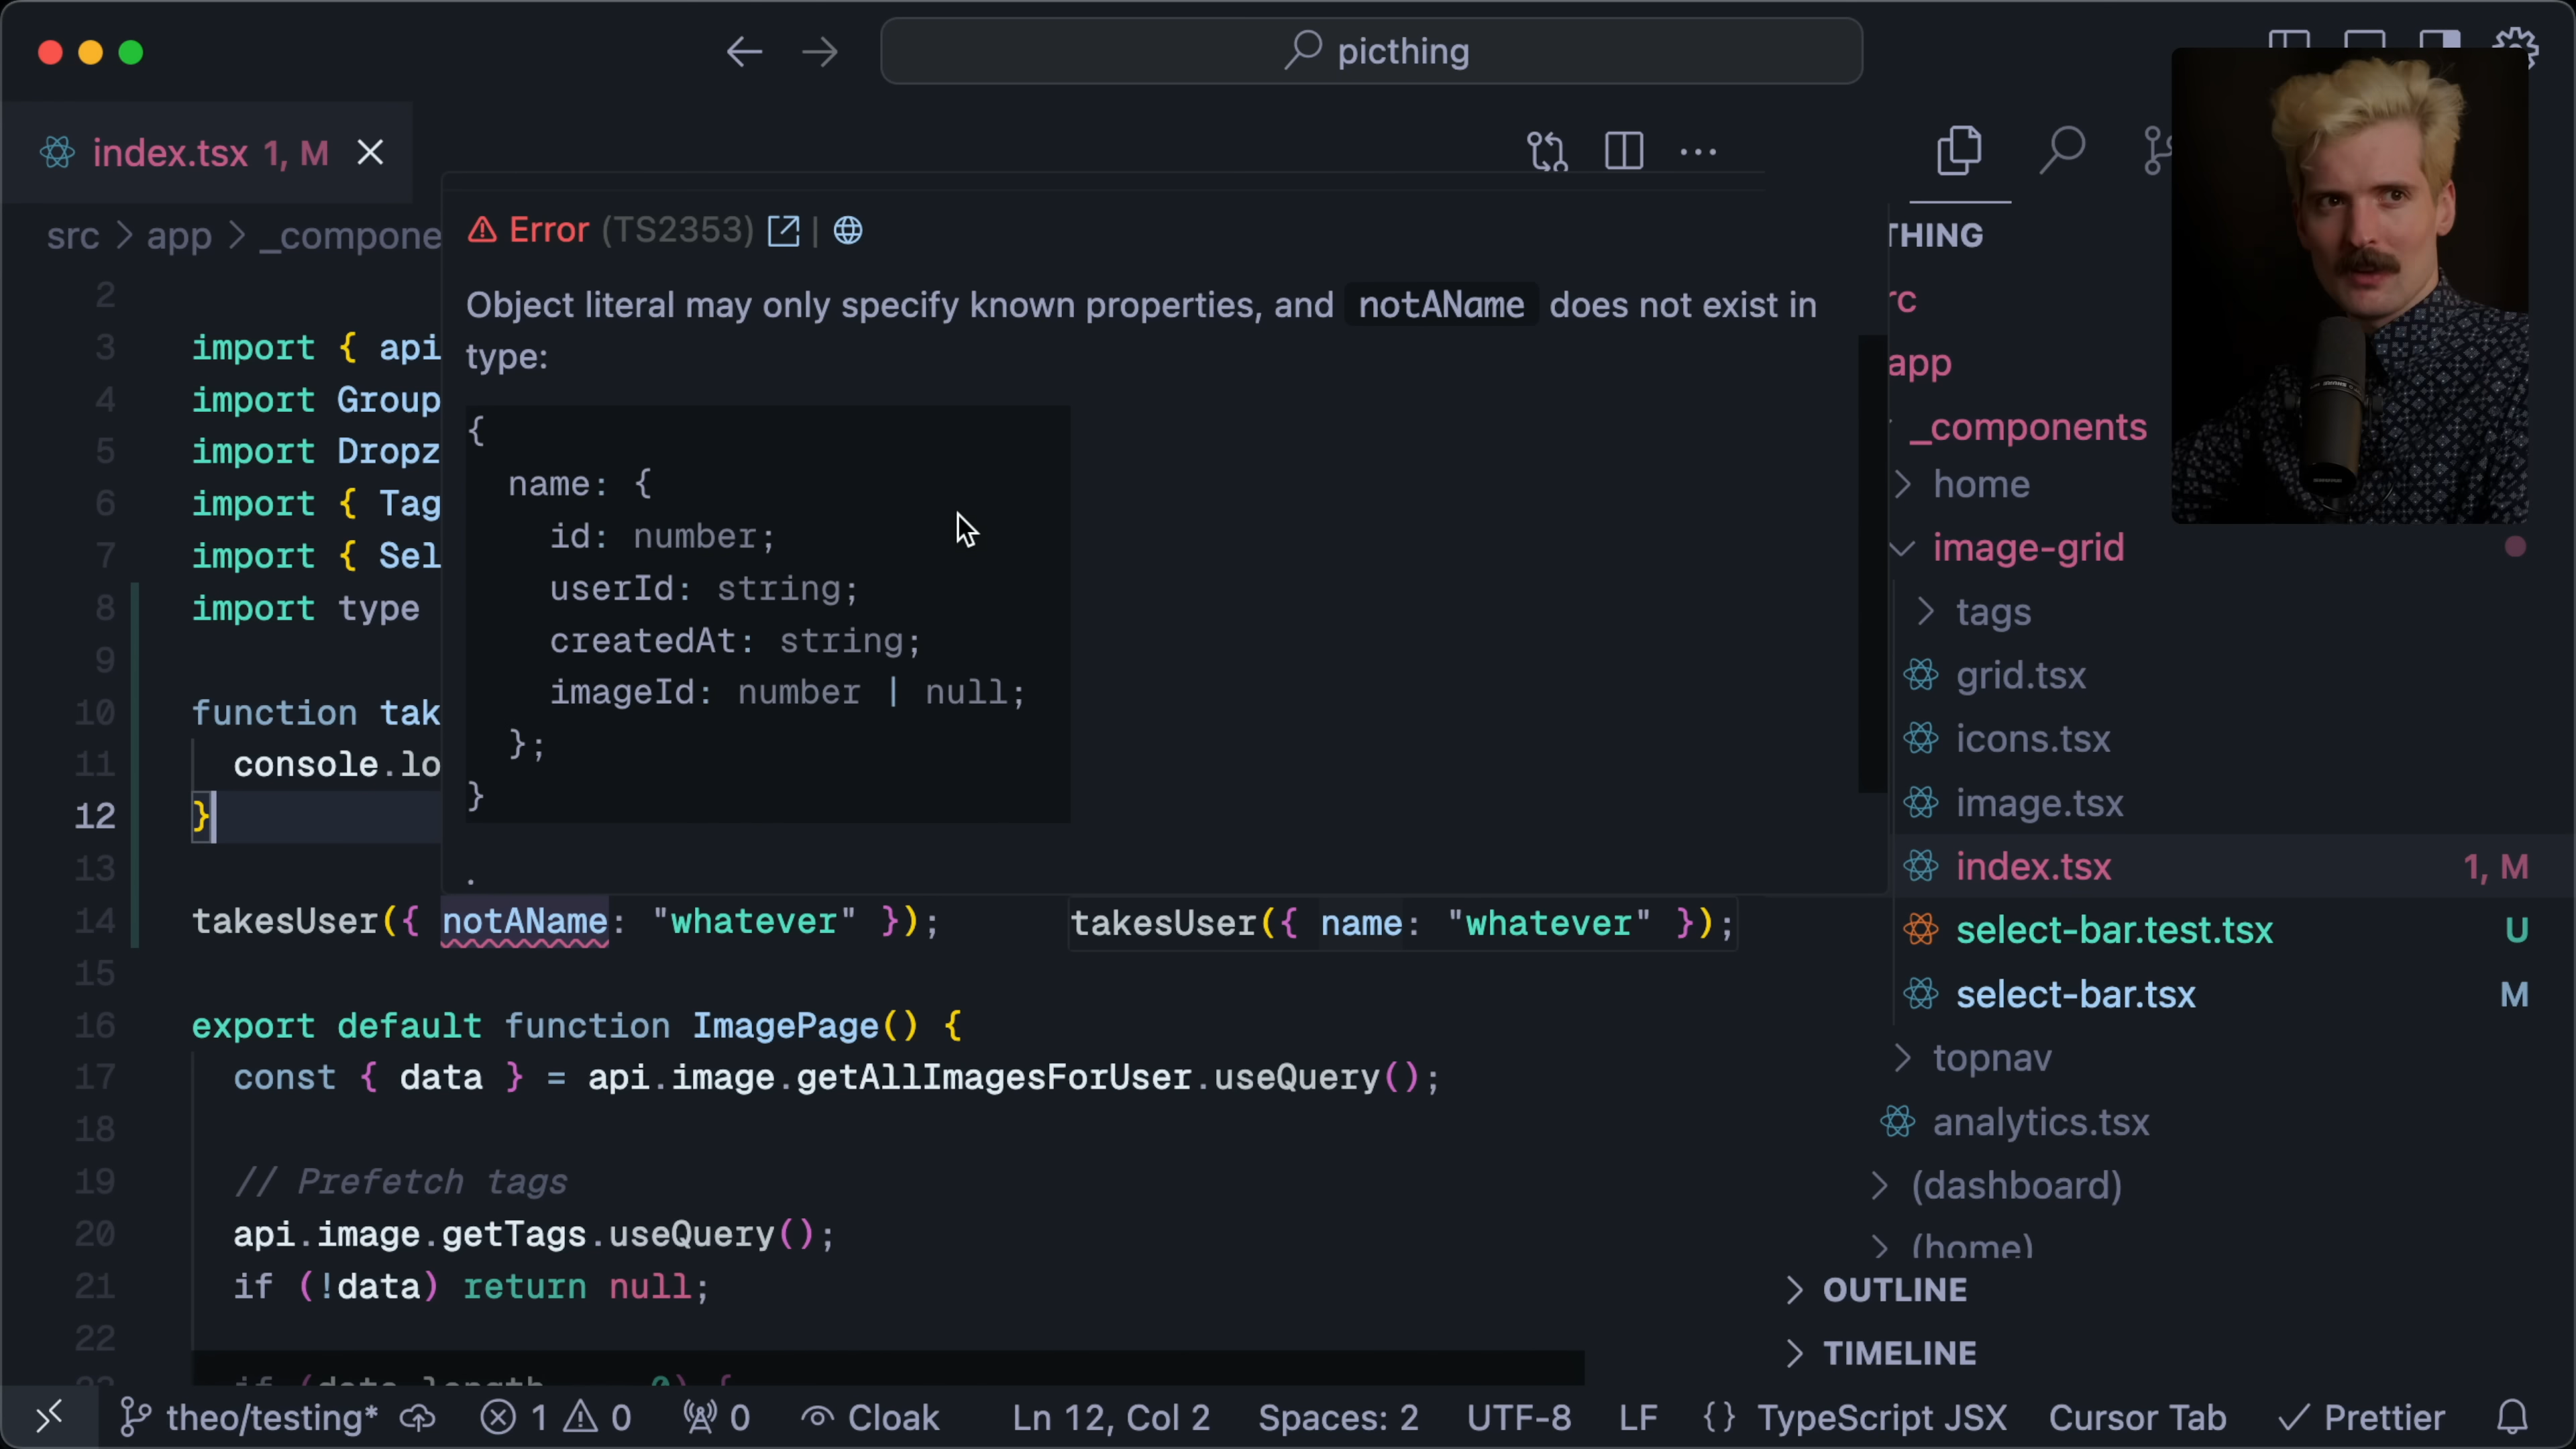 picthing
index.tsx 1, M
src > app > _compone
Error (TS2353) |
Object literal may only specify known properties, and notAName does not exist in
type:
{
name: {
id: number;
userId: string;
createdAt: string;
imageId: number | null;
};
}
.
2
3 import { api
4 import Group
5 import Dropz
6 import { Tag
7 import { Sel
8 import type
9
10 function tak
11 console.lo
12 }
13
14 takesUser({ notAName: "whatever" }); takesUser({ name: "whatever" });
15
16 export default function ImagePage() {
17 const { data } = api.image.getAllImagesForUser.useQuery();
18
19 // Prefetch tags
20 api.image.getTags.useQuery();
21 if (!data) return null;
22
THING
rc
app
_components
home
image-grid
tags
grid.tsx
icons.tsx
image.tsx
index.tsx 1, M
select-bar.test.tsx U
select-bar.tsx M
topnav
analytics.tsx
(dashboard)
(home)
OUTLINE
TIMELINE
theo/testing* 1 0 0 Cloak Ln 12, Col 2 Spaces: 2 UTF-8 LF {} TypeScript JSX Cursor Tab Prettier